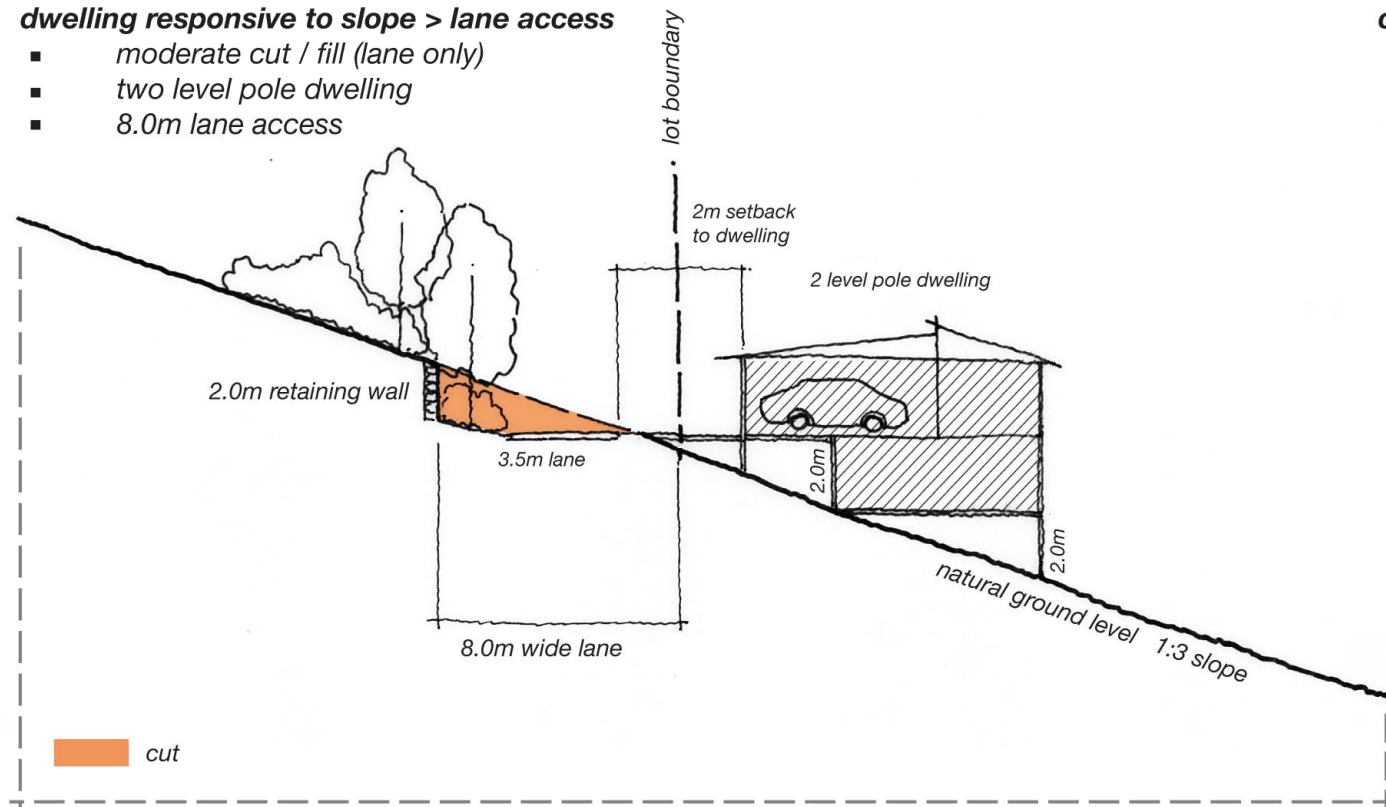 dwelling responsive to slope > lane access
▪ moderate cut / fill (lane only)
▪ two level pole dwelling
▪ 8.0m lane access
lot boundary
2m setback
to dwelling
2 level pole dwelling
2.0m retaining wall
3.5m lane
2.0m
2.0m
natural ground level 1:3 slope
8.0m wide lane
cut